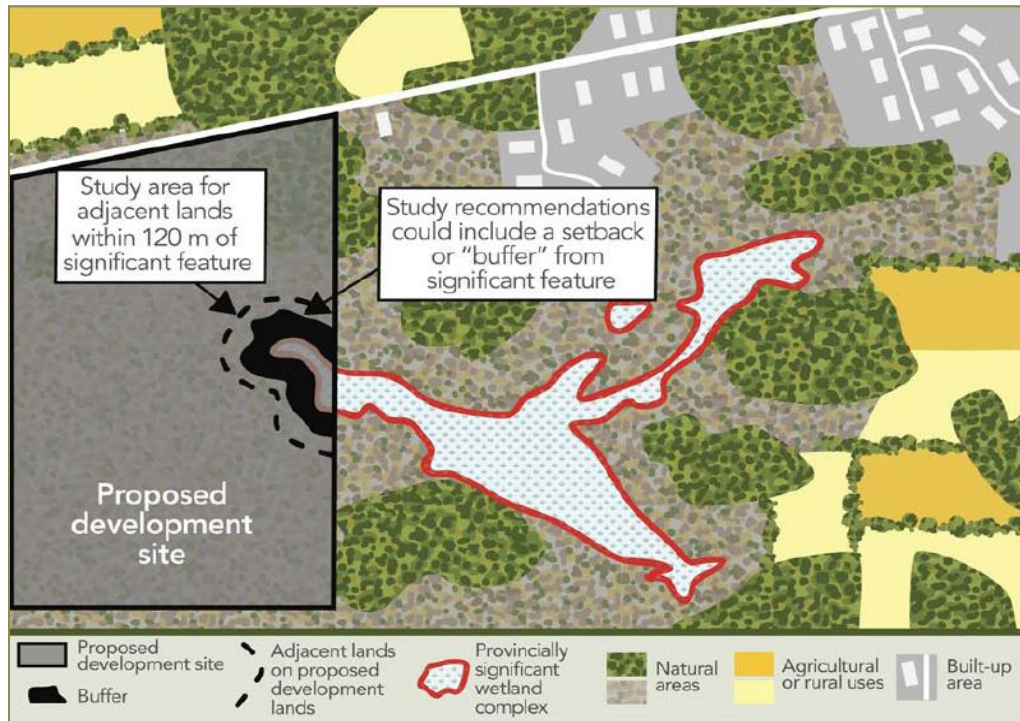 Study area for
adjacent lands
within 120 m of
significant feature
Study recommendations
could include a setback
or “buffer” from
significant feature
Proposed
development
site
Proposed
development site
Buffer
Adjacent lands
on proposed
development
lands
Provincially
significant
wetland
complex
Natural
areas
Agricultural
or rural uses
Built-up
area